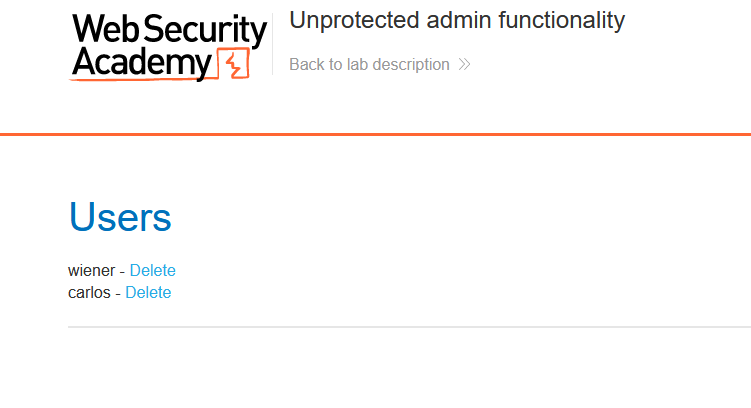 Web Security
Academy
Unprotected admin functionality
Back to lab description
Users
wiener - Delete
carlos - Delete